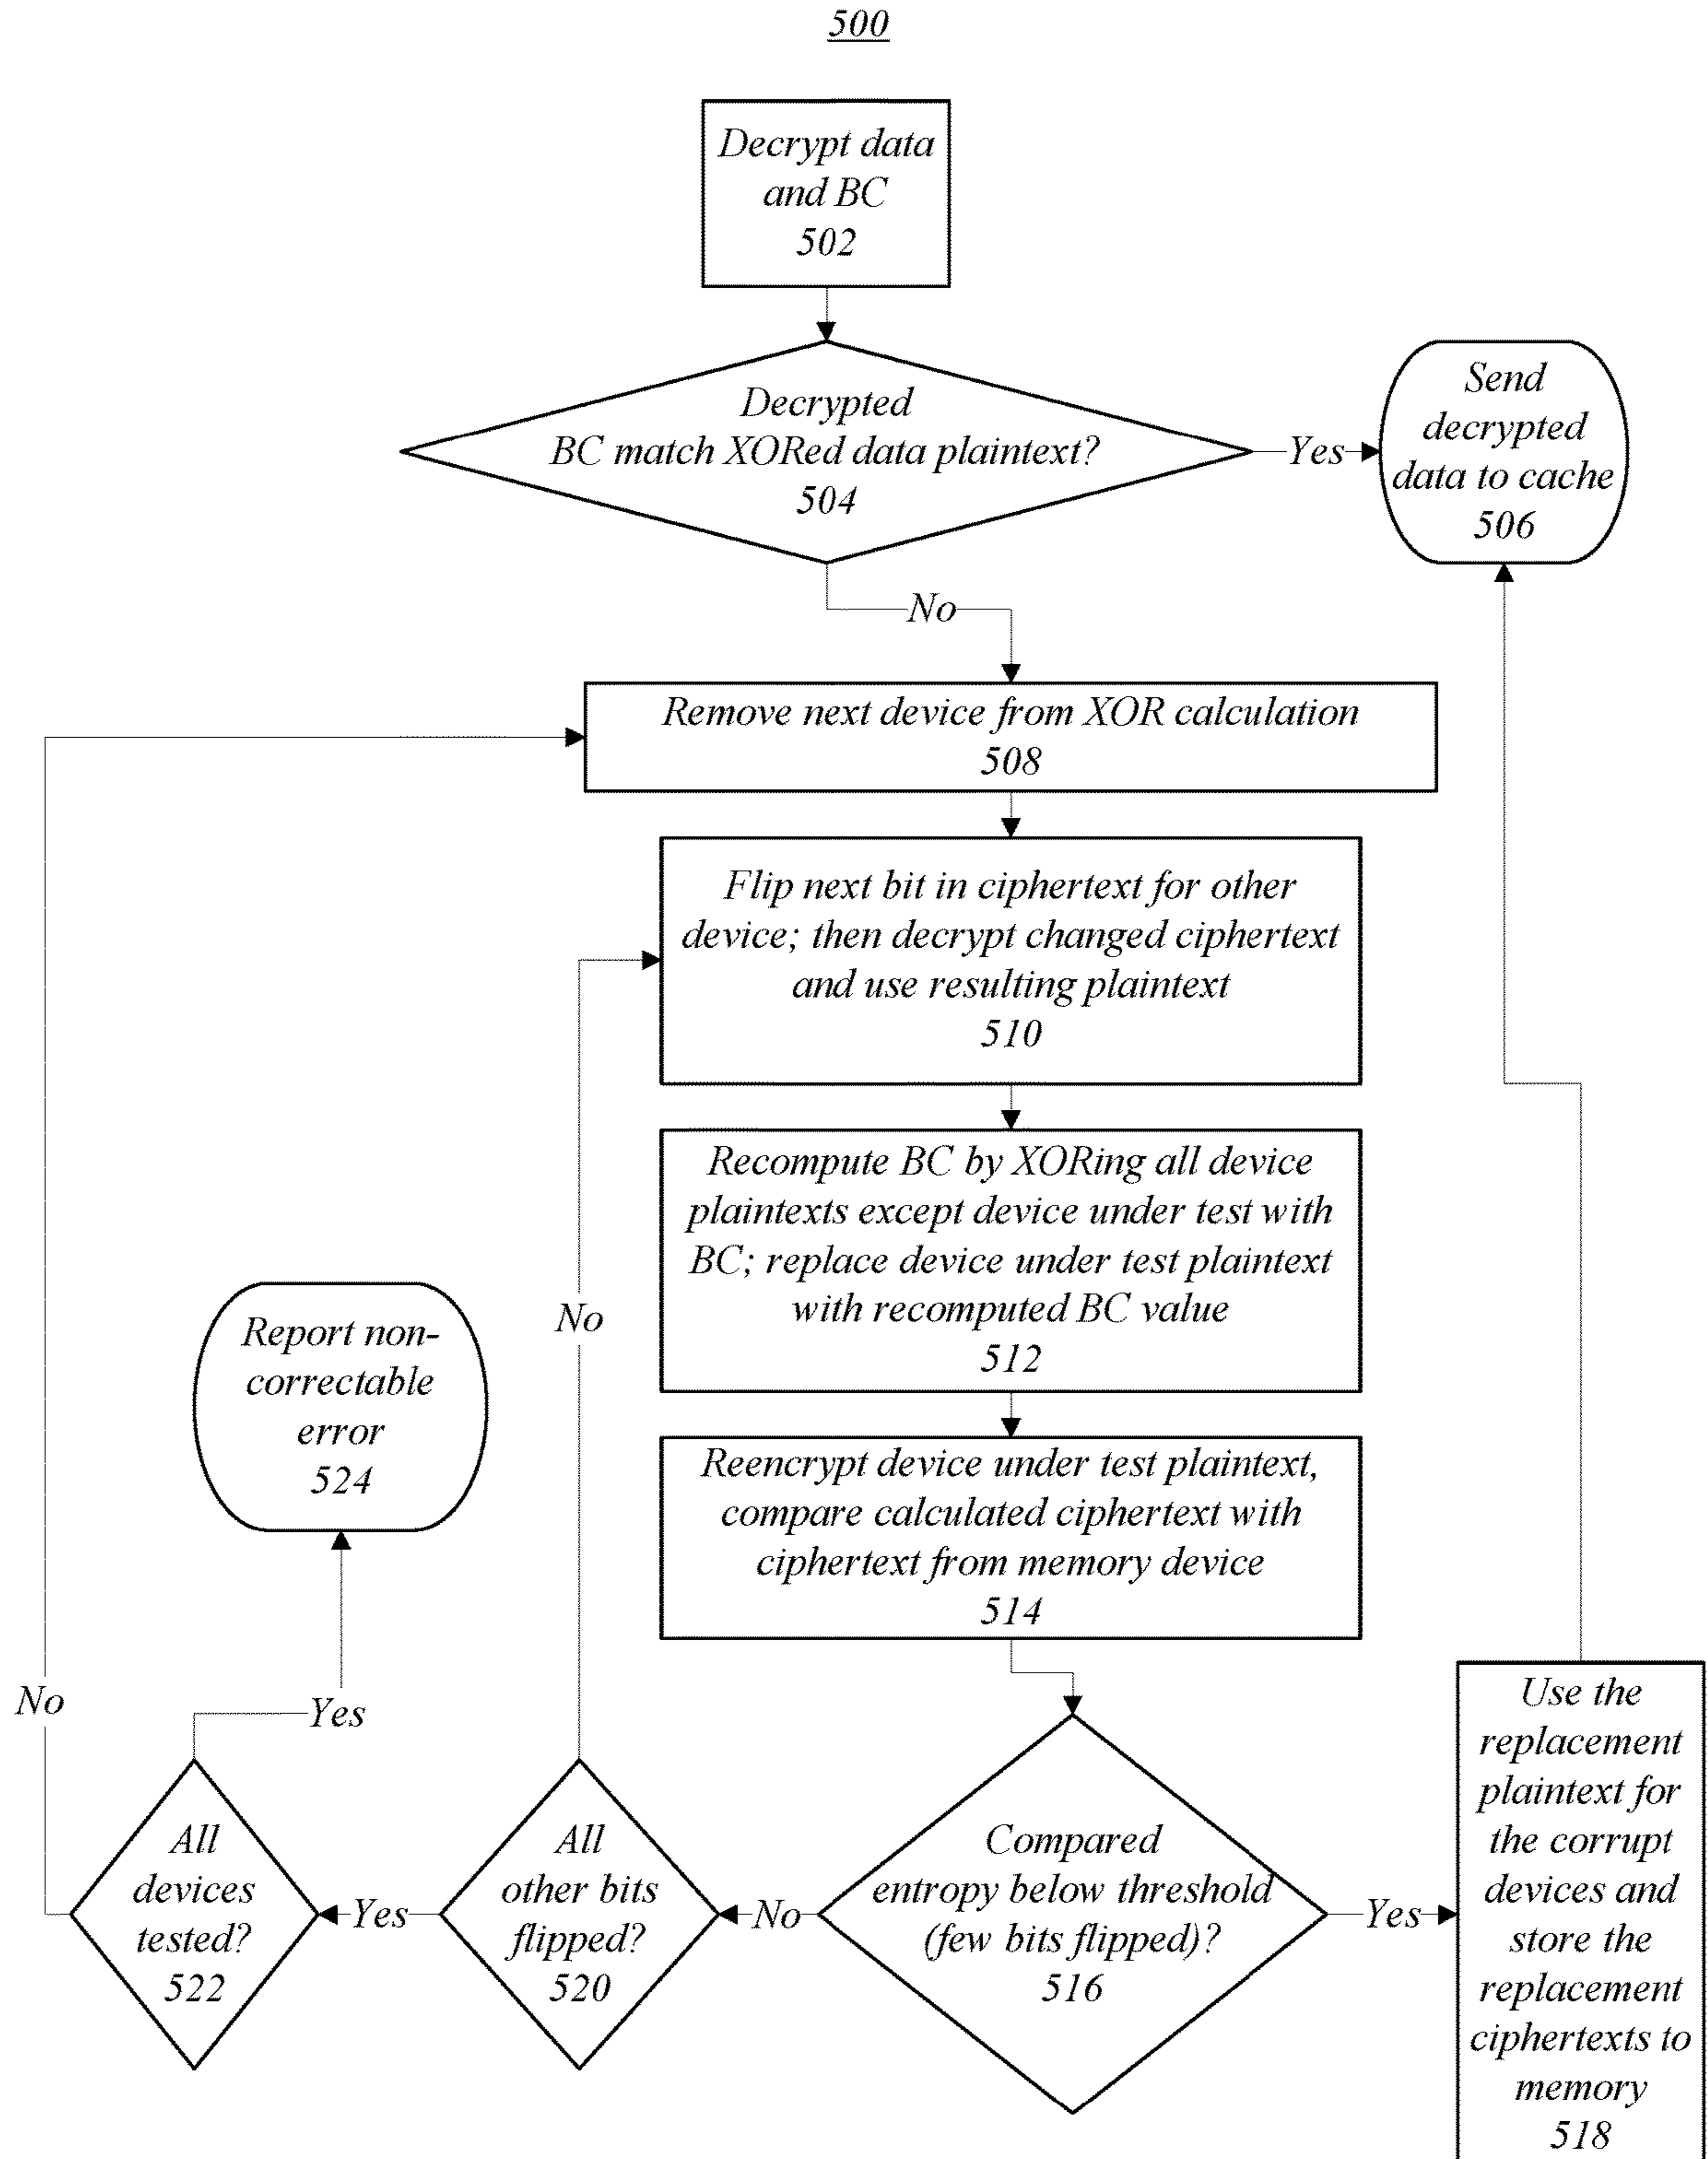 500
Decrypt data
and BC
502
Decrypted
BC match XORed data plaintext?
504
Yes
Send
decrypted
data to cache
506
No
Remove next device from XOR calculation
508
Flip next bit in ciphertext for other
device; then decrypt changed ciphertext
and use resulting plaintext
510
Recompute BC by XORing all device
plaintexts except device under test with
BC; replace device under test plaintext
with recomputed BC value
512
No
Report non-
correctable
error
524
Reencrypt device under test plaintext,
compare calculated ciphertext with
ciphertext from memory device
514
No
Yes
All
devices
tested?
522
Yes
All
other bits
flipped?
520
No
Compared
entropy below threshold
(few bits flipped)?
516
Yes
Use the
replacement
plaintext for
the corrupt
devices and
store the
replacement
ciphertexts to
memory
518